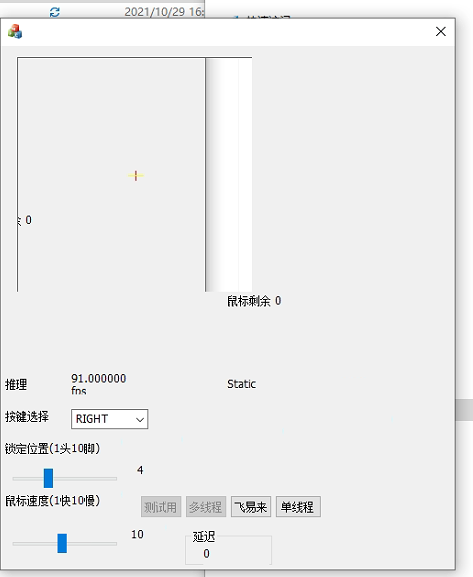 2021/10/29 16:
余 0
鼠标剩余 0
推理
91.000000
fps
Static
按键选择
RIGHT
锁定位置(1头10脚)
4
鼠标速度(1快10慢)
测试用 多线程 飞易来 单线程
10
延迟
0